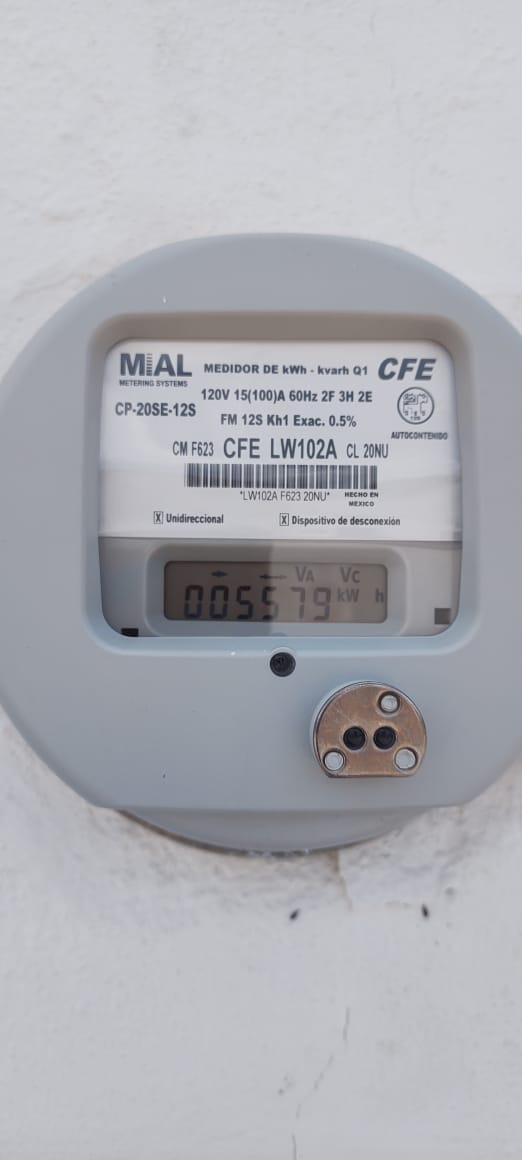 MIAL
METERING SYSTEMS
MEDIDOR DE kWh - kvarh Q1
CFE
120V 15(100)A 60Hz 2F 3H 2E
CP-20SE-12S
FM 12S Kh1 Exac. 0.5%
AUTOCONTENIDO
CM F623 CFE LW102A CL 20NU
*LW102A F623 20NU*
HECHO EN
MEXICO
X Unidireccional
X Dispositivo de desconexión
VA VC
005579 kW h